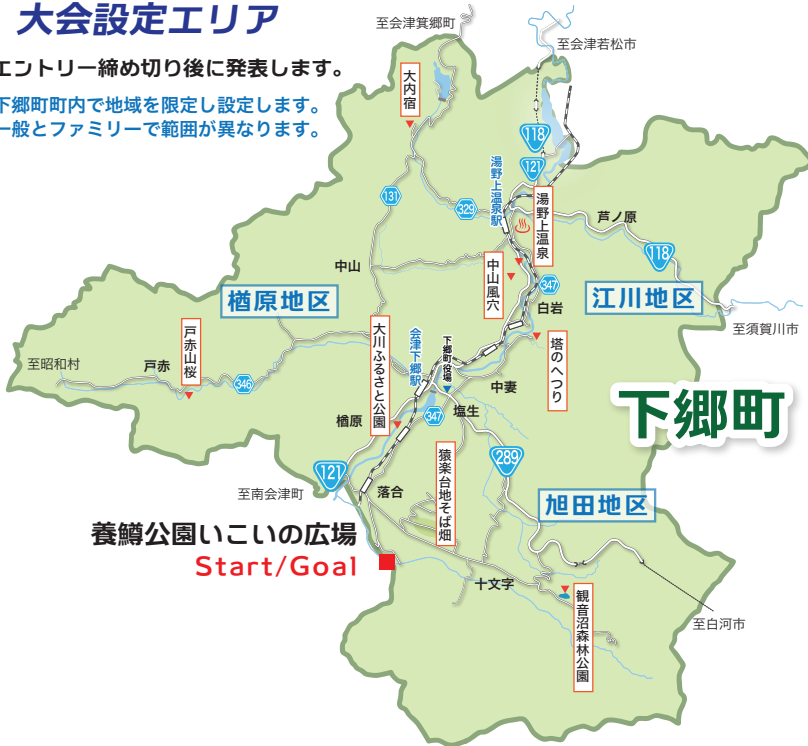 大会設定エリア
エントリー締め切り後に発表します。
下郷町町内で地域を限定し設定します。
一般とファミリーで範囲が異なります。
至会津箕郷町
至会津若松市
大内宿
118
121
湯野上温泉駅
湯野上温泉
131
329
芦ノ原
118
中山
中山風穴
347
白岩
楢原地区
江川地区
至須賀川市
戸赤山桜
大川ふるさと公園
会津下郷駅
下郷町役場
塔のへつり
至昭和村
戸赤
346
中妻
下郷町
楢原
347
塩生
猿楽台地そば畑
289
121
至南会津町
落合
旭田地区
養鱒公園いこいの広場
Start/Goal
十文字
観音沼森林公園
至白河市